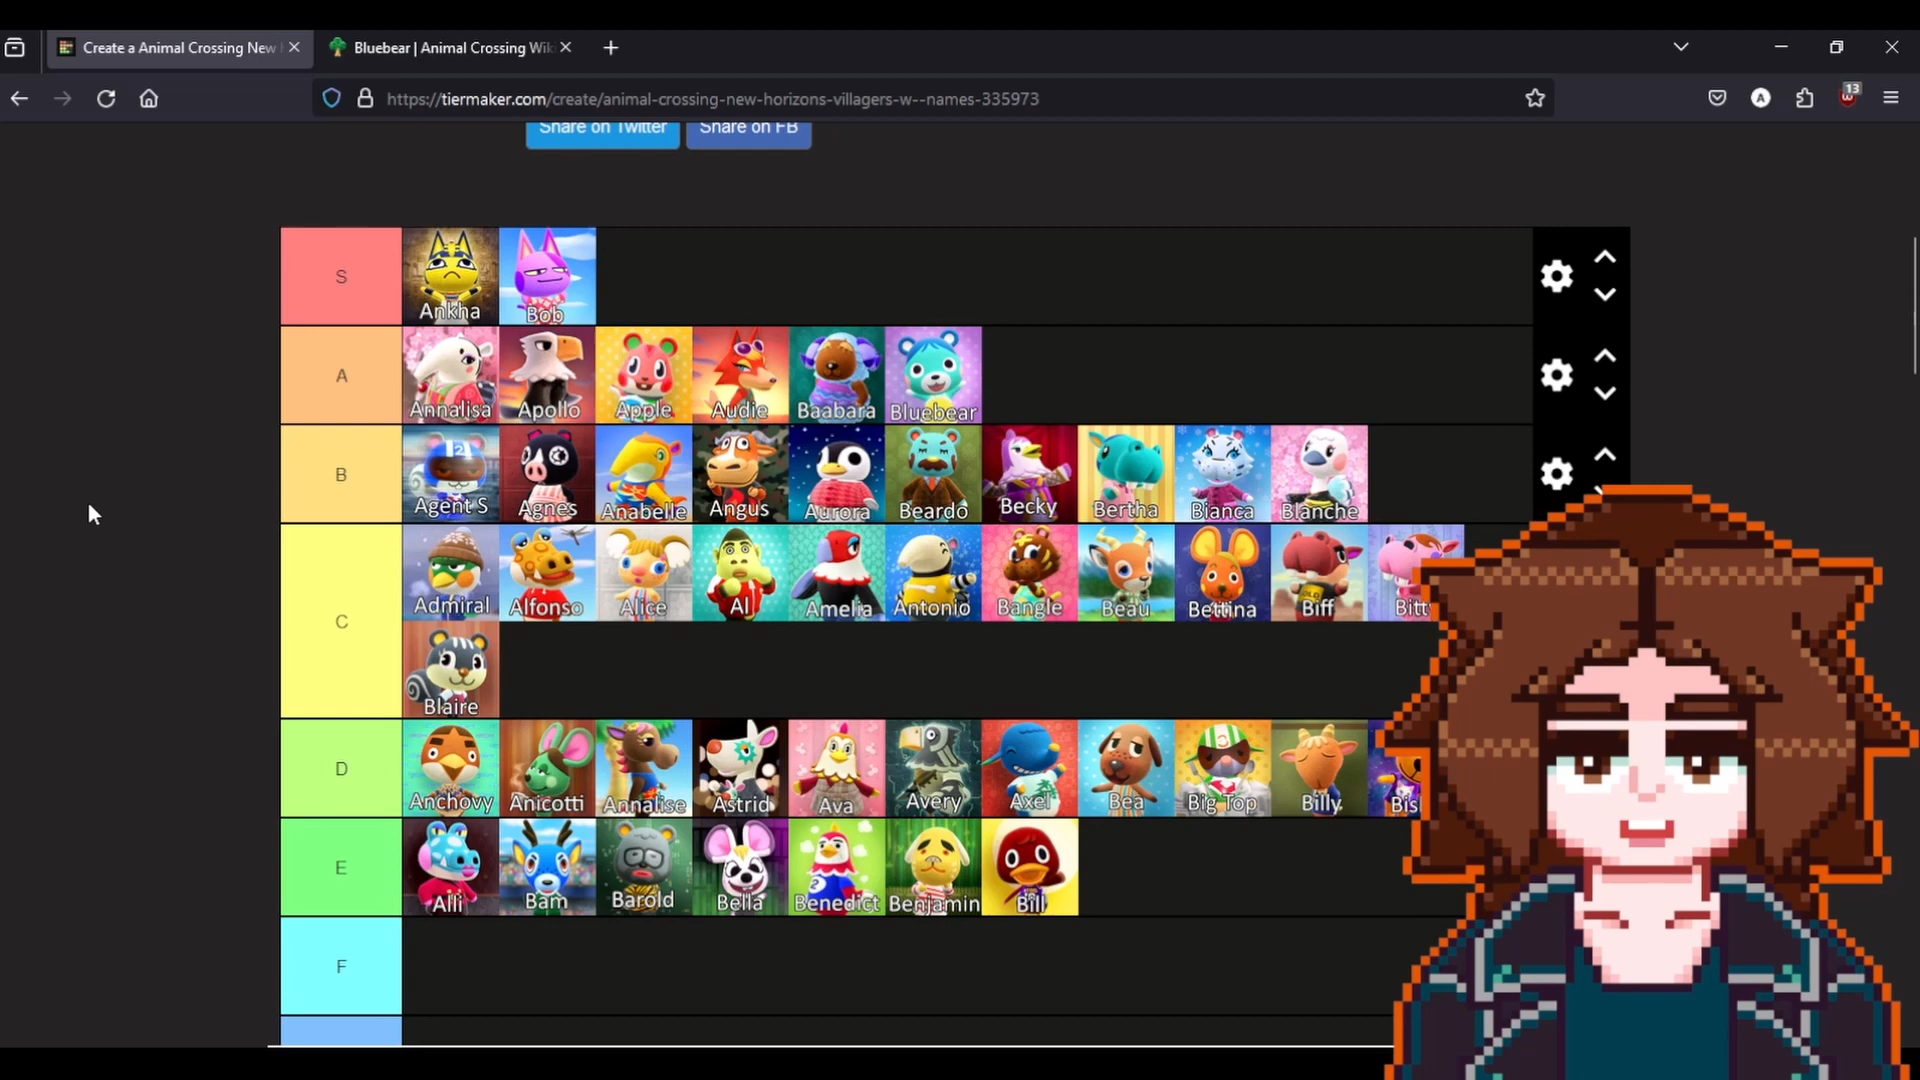 Create a Animal Crossing New
Bluebear | Animal Crossing Wik
https://tiermaker.com/create/animal-crossing-new-horizons-villagers-w--names-335973
A
13
Share on Twitter
Share on FB
S
Ankha
Bob
A
Annalisa
Apollo
Apple
Audie
Baabara
Bluebear
B
Agent S
Agnes
Anabelle
Angus
Aurora
Beardo
Becky
Bertha
Bianca
Blanche
C
Admiral
Alfonso
Alice
Al
Amelia
Antonio
Bangle
Beau
Bettina
Biff
Bitt
Blaire
D
Anchovy
Anicotti
Annalise
Astrid
Ava
Avery
Axel
Bea
Big Top
Billy
Bis
E
Alli
Bam
Barold
Bella
Benedict
Benjamin
Bill
F